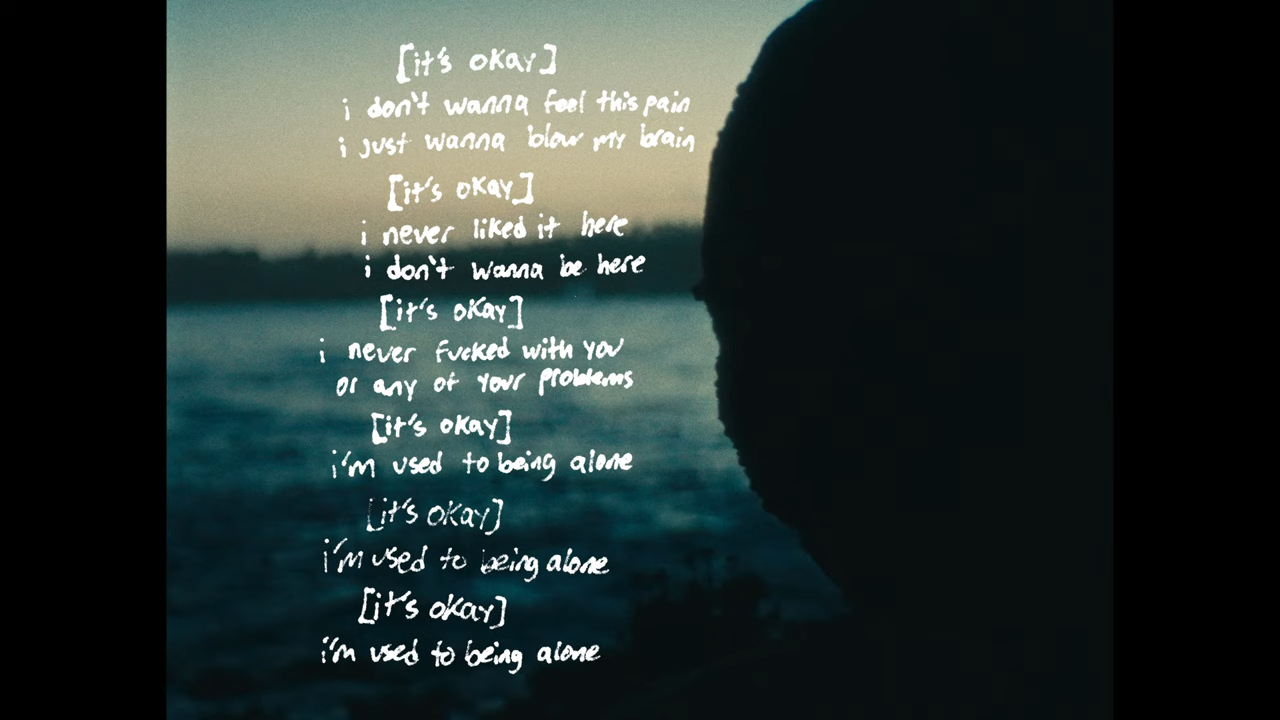 [it's okay]
i don't wanna feel this pain
i just wanna blow my brain
[it's okay]
i never liked it here
i don't wanna be here
[it's okay]
i never fucked with you
or any of your problems
[it's okay]
i'm used to being alone
[it's okay]
i'm used to being alone
[it's okay]
i'm used to being alone